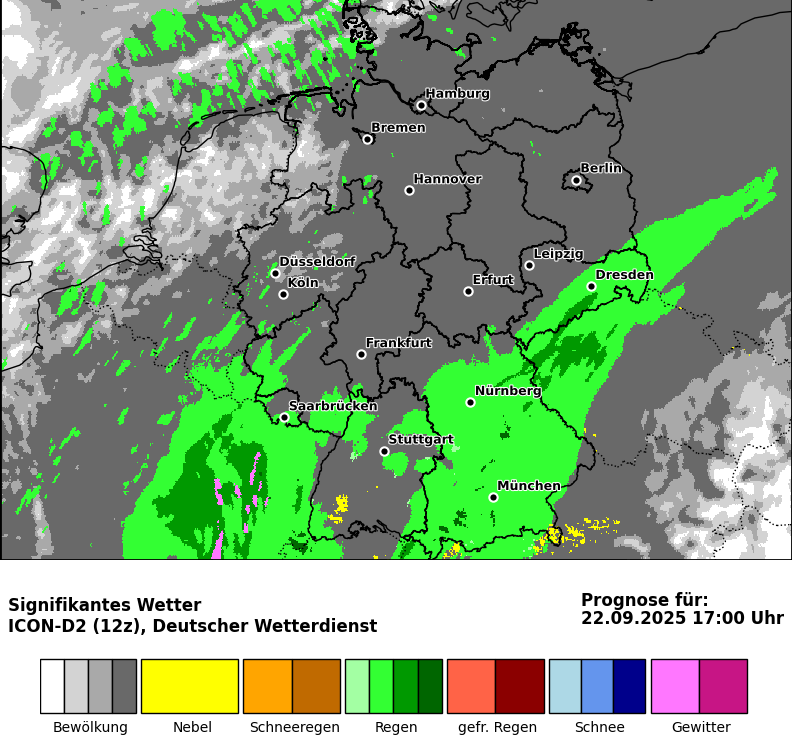 Hamburg
Bremen
Berlin
Hannover
Leipzig
Düsseldorf
Dresden
Köln
Erfurt
Frankfurt
Nürnberg
Saarbrücken
Stuttgart
München
Signifikantes Wetter
ICON-D2 (12z), Deutscher Wetterdienst
Prognose für:
22.09.2025 17:00 Uhr
Bewölkung Nebel Schneeregen Regen gefr. Regen Schnee Gewitter